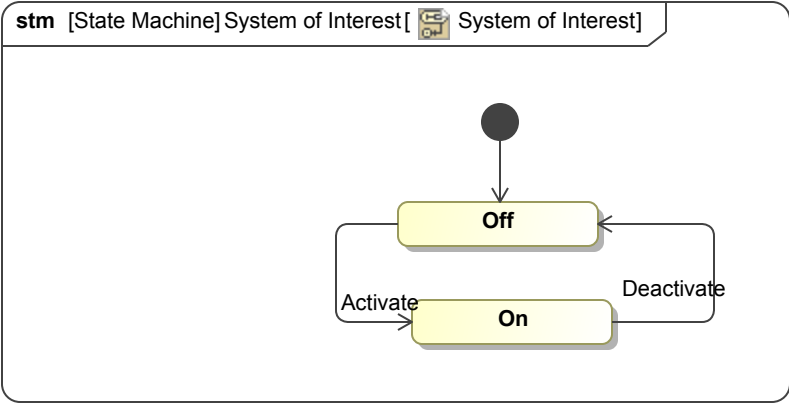 stm [State Machine] System of Interest[ System of Interest]
Off
Activate
Deactivate
On